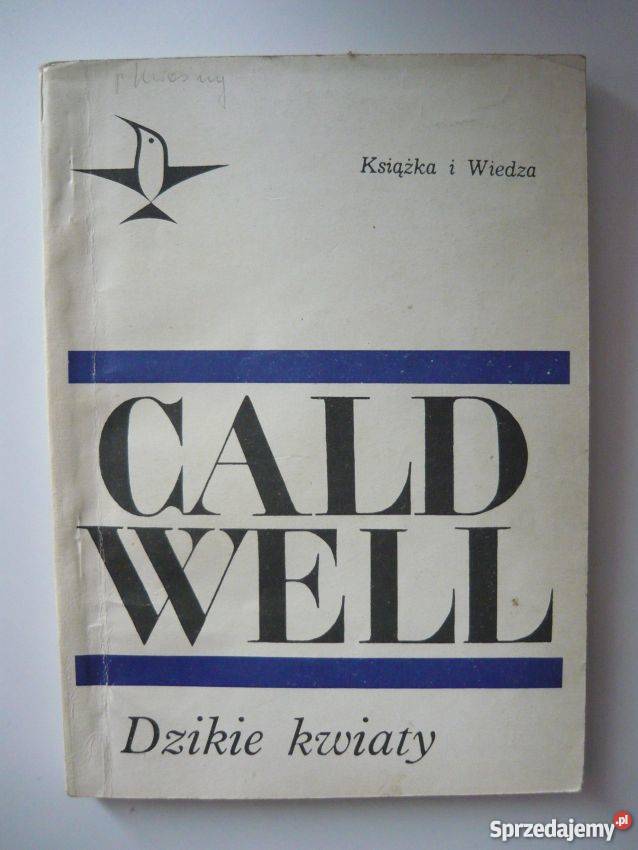 Książka i Wiedza
CALD
WELL
Dzikie kwiaty
Sprzedajemy.pl